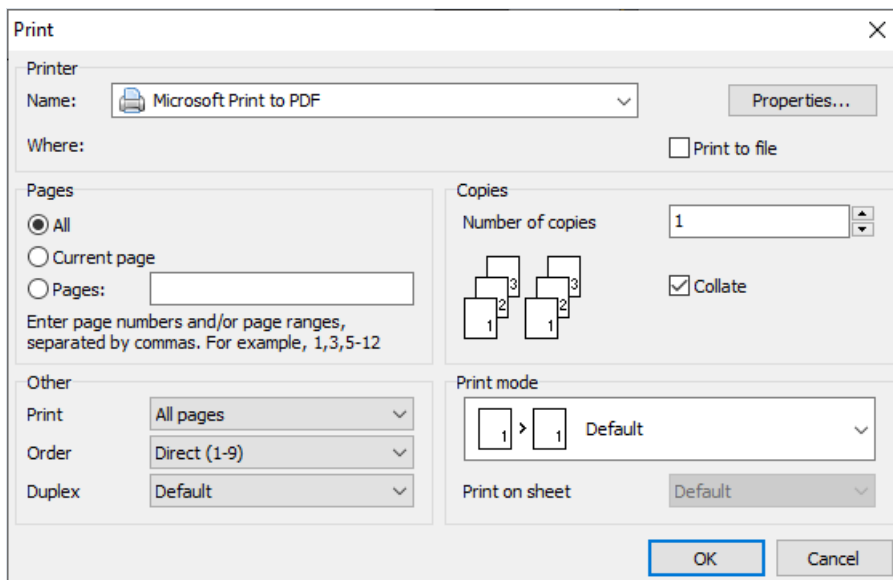 Print
Printer
Name: Microsoft Print to PDF Properties...
Where: Print to file
Pages
All
Current page
Pages:
Enter page numbers and/or page ranges,
separated by commas. For example, 1,3,5-12
Copies
Number of copies 1
3 3
2 2
1 1
Collate
Other
Print All pages
Order Direct (1-9)
Duplex Default
Print mode
1 > 1 Default
Print on sheet Default
OK Cancel